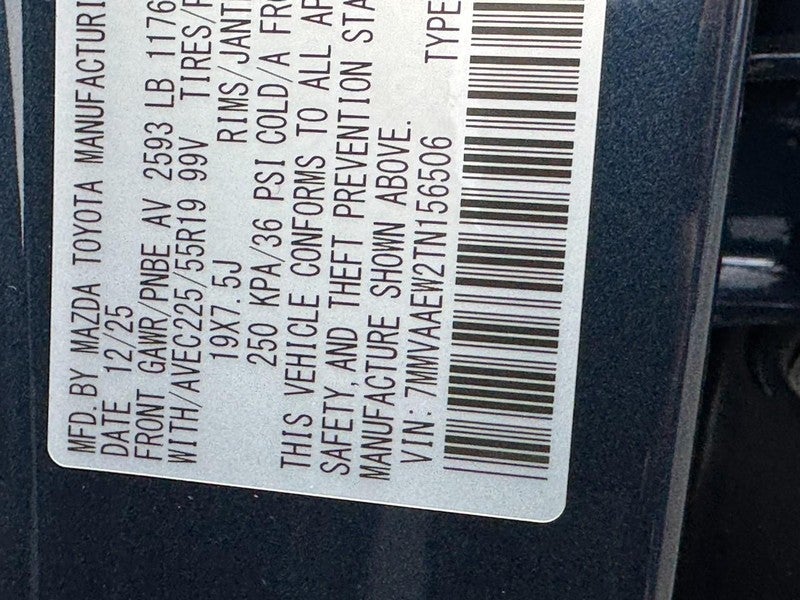 MFD. BY MAZDA TOYOTA MANUFACTURI
DATE 12/25
FRONT GAWR/PNBE AV 2593 LB 1176
WITH/AVEC225/55R19 99V TIRES/P
19X7.5J RIMS/JANT
250 KPA/36 PSI COLD/A FRO
THIS VEHICLE CONFORMS TO ALL AP
SAFETY,AND THEFT PREVENTION STA
MANUFACTURE SHOWN ABOVE.
VIN:7MMVAAEW2TN156506 TYPE